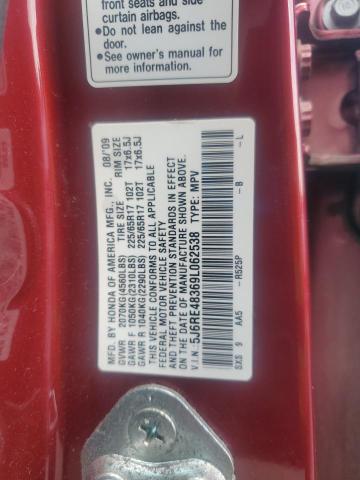 front seats and side
curtain airbags.
•Do not lean against the
door.
•See owner's manual for
more information.
MFD. BY HONDA OF AMERICA MFG., INC. 08/'09
GVWR 2070KG(4560LBS) TIRE SIZE RIM SIZE
GAWR F 1050KG(2310LBS) 225/65R17 102T 17x6.5J
GAWR R 1040KG(2290LBS) 225/65R17 102T 17x6.5J
THIS VEHICLE CONFORMS TO ALL APPLICABLE
FEDERAL MOTOR VEHICLE SAFETY
AND THEFT PREVENTION STANDARDS IN EFFECT
ON THE DATE OF MANUFACTURE SHOWN ABOVE.
V.I.N. 5J6RE48369L062538 TYPE: MPV
SXS 9 AA5 -R525P -B -L